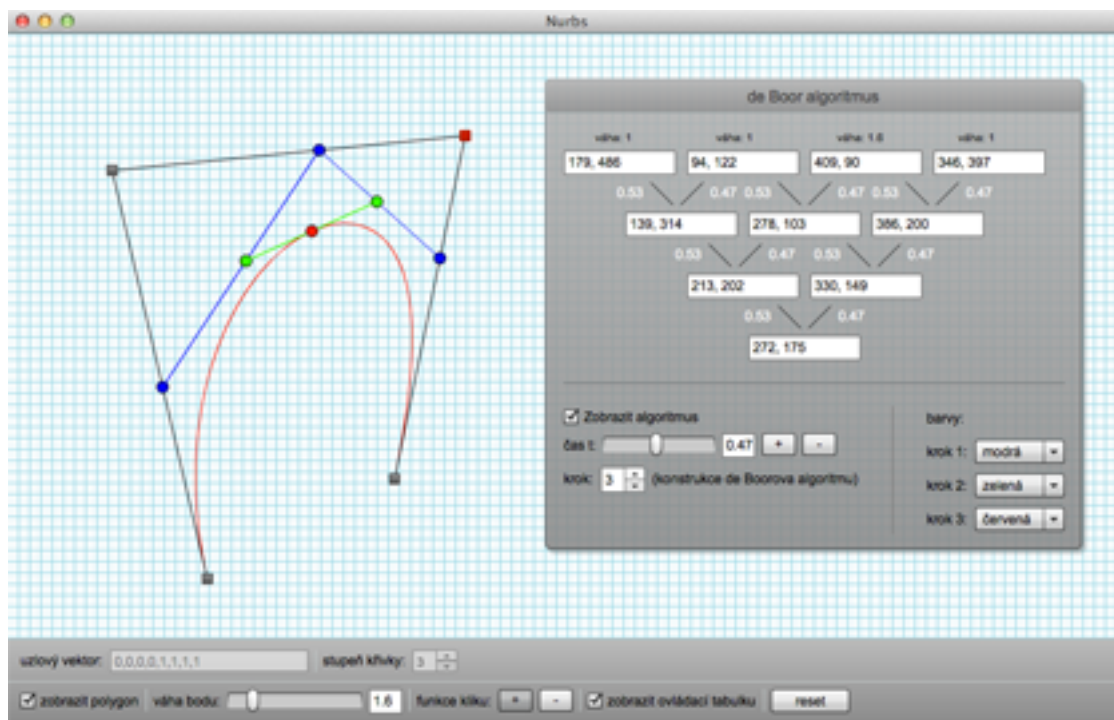 Nurbs
de Boor algoritmus
váha: 1 váha: 1 váha: 1.6 váha: 1
179, 486 94, 122 409, 90 346, 397
0.53 0.47 0.53 0.47 0.53 0.47
139, 314 278, 103 386, 200
0.53 0.47 0.53 0.47
213, 202 330, 149
0.53 0.47
272, 175
Zobrazit algoritmus
čas t: 0.47 + -
krok: 3 (konstrukce de Boorova algoritmu)
barvy:
krok 1: modrá
krok 2: zelená
krok 3: červená
uzlový vektor: 0,0,0,0,1,1,1,1 stupeň křivky: 3
zobrazit polygon váha bodu: 1.6 funkce kliku: + - zobrazit ovládací tabulku reset